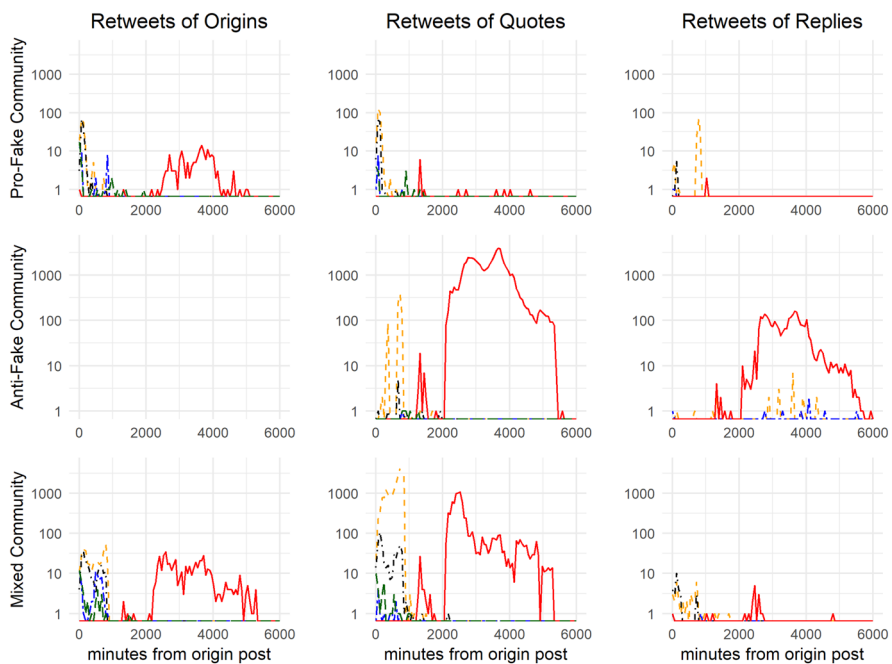 Retweets of Origins Retweets of Quotes Retweets of Replies
Pro-Fake Community
1000 1000 1000
100 100 100
10 10 10
1 1 1
0 2000 4000 6000 0 2000 4000 6000 0 2000 4000 6000
Anti-Fake Community
1000 1000 1000
100 100 100
10 10 10
1 1 1
0 2000 4000 6000 0 2000 4000 6000 0 2000 4000 6000
Mixed Community
1000 1000 1000
100 100 100
10 10 10
1 1 1
0 2000 4000 6000 0 2000 4000 6000 0 2000 4000 6000
minutes from origin post minutes from origin post minutes from origin post